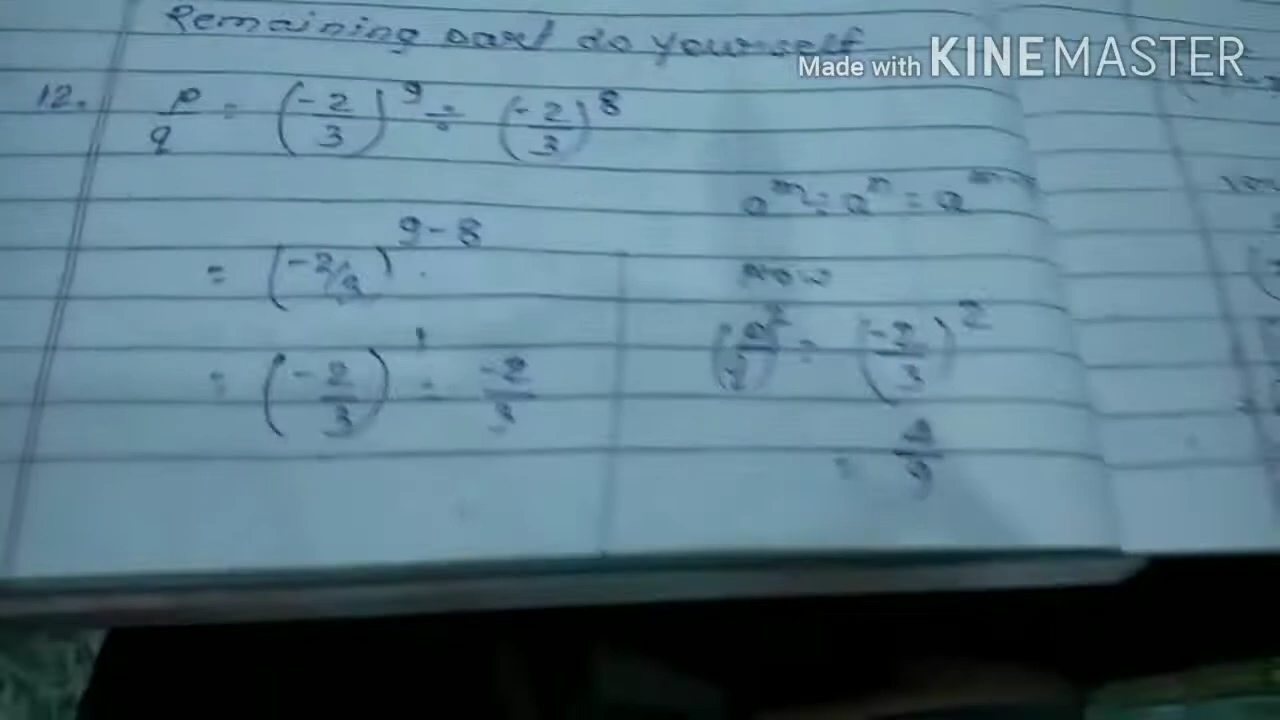 Remaining part do yourself
Made with KINEMASTER
12. p/q = (-2/3)^9 ÷ (-2/3)^8
a^m ÷ a^n = a^m-n
= (-2/3)^9-8
Now
= (-2/3)^1 = -2/3
(p/q)^2 = (-2/3)^2
= 4/9